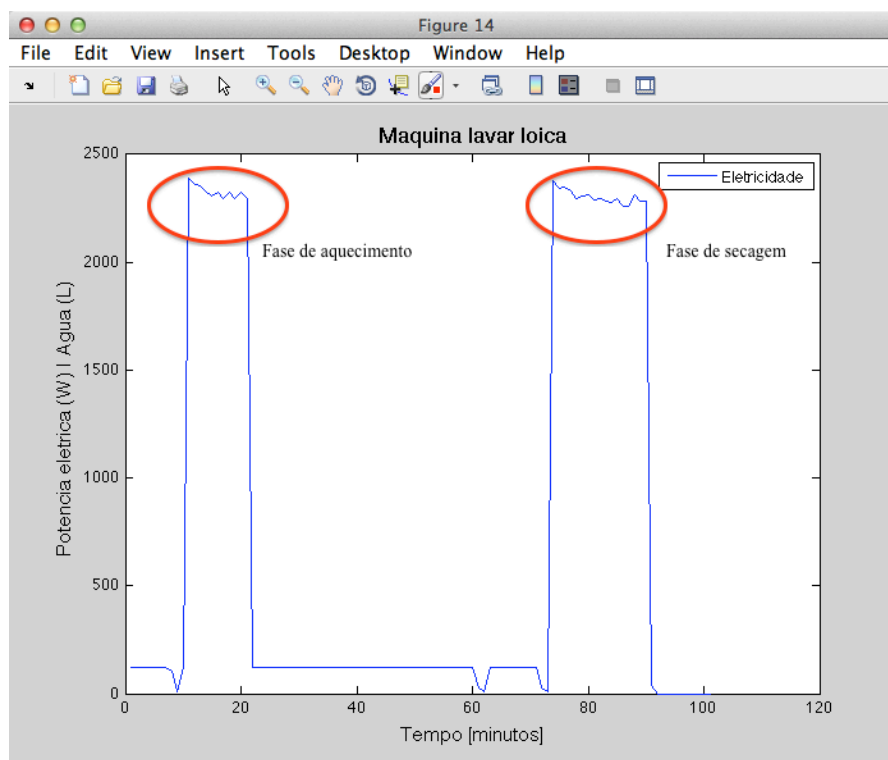 Figure 14
File Edit View Insert Tools Desktop Window Help
Maquina lavar loica
Eletricidade
Fase de aquecimento
Fase de secagem
Potencia eletrica (W) | Agua (L)
2500
2000
1500
1000
500
0
0 20 40 60 80 100 120
Tempo [minutos]